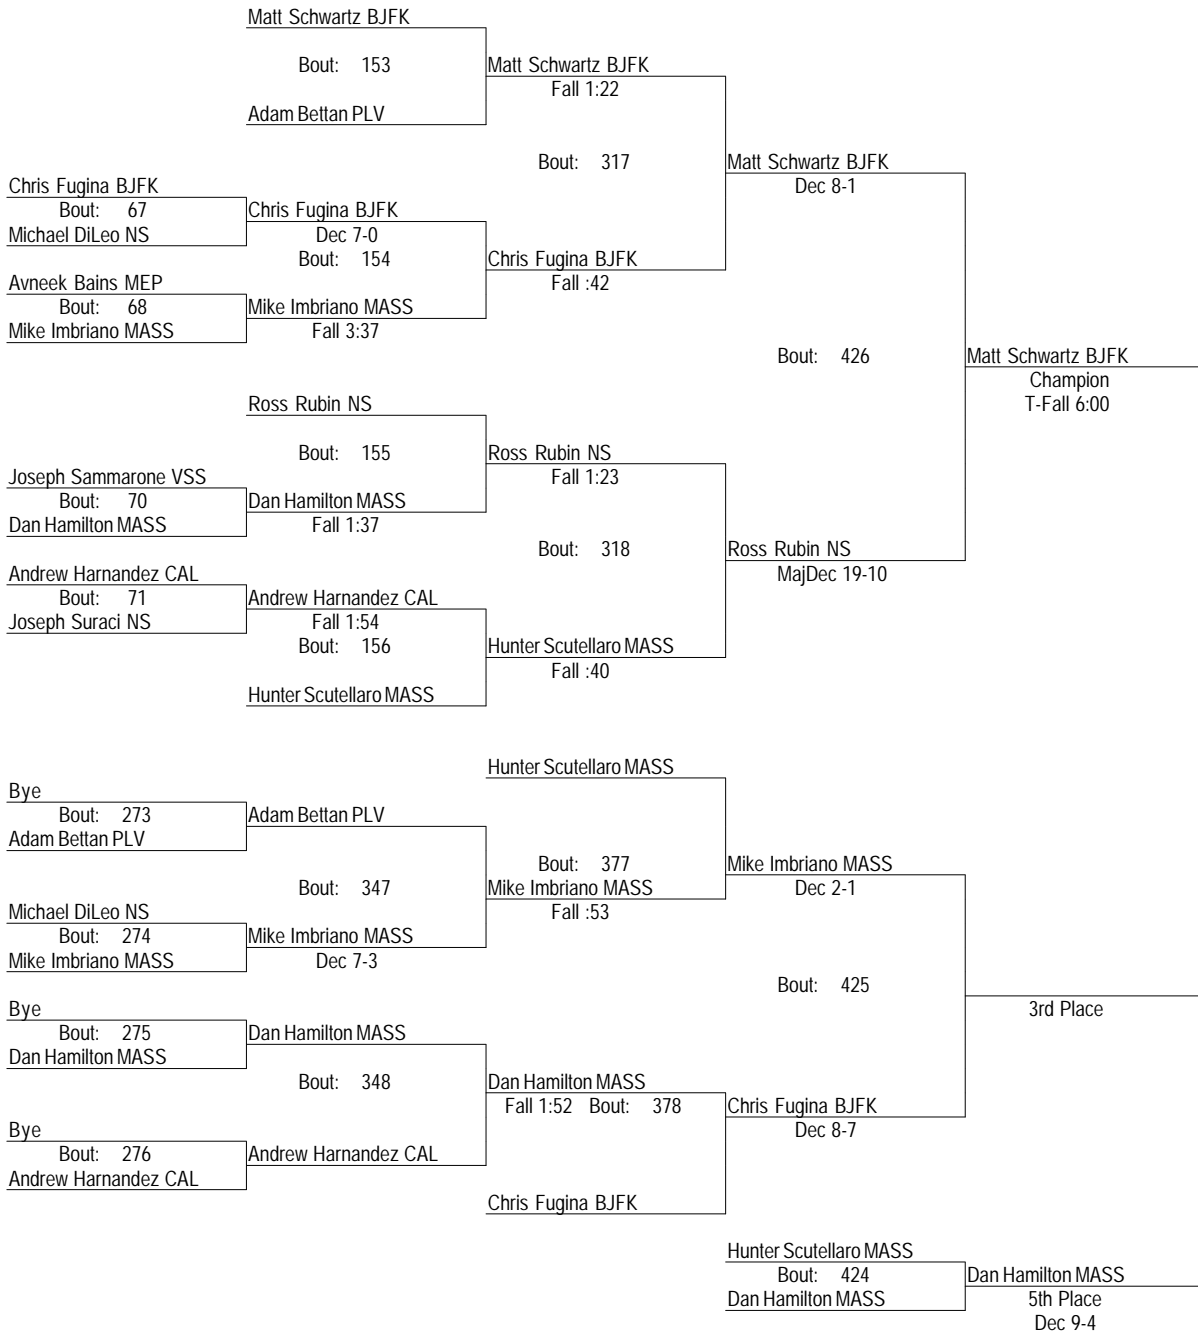 Matt Schwartz BJFK
Bout: 153
Matt Schwartz BJFK
Fall 1:22
Adam Bettan PLV
Bout: 317
Matt Schwartz BJFK
Dec 8-1
Chris Fugina BJFK
Bout: 67
Chris Fugina BJFK
Michael DiLeo NS
Dec 7-0
Bout: 154
Chris Fugina BJFK
Fall :42
Avneek Bains MEP
Bout: 68
Mike Imbriano MASS
Mike Imbriano MASS
Fall 3:37
Bout: 426
Matt Schwartz BJFK
Champion
T-Fall 6:00
Ross Rubin NS
Bout: 155
Ross Rubin NS
Fall 1:23
Joseph Sammarone VSS
Bout: 70
Dan Hamilton MASS
Dan Hamilton MASS
Fall 1:37
Bout: 318
Ross Rubin NS
MajDec 19-10
Andrew Harnandez CAL
Bout: 71
Andrew Harnandez CAL
Joseph Suraci NS
Fall 1:54
Bout: 156
Hunter Scutellaro MASS
Fall :40
Hunter Scutellaro MASS
Hunter Scutellaro MASS
Bye
Bout: 273
Adam Bettan PLV
Adam Bettan PLV
Bout: 377
Mike Imbriano MASS
Dec 2-1
Bout: 347
Mike Imbriano MASS
Fall :53
Michael DiLeo NS
Bout: 274
Mike Imbriano MASS
Mike Imbriano MASS
Dec 7-3
Bout: 425
3rd Place
Bye
Bout: 275
Dan Hamilton MASS
Dan Hamilton MASS
Bout: 348
Dan Hamilton MASS
Fall 1:52 Bout: 378
Chris Fugina BJFK
Dec 8-7
Bye
Bout: 276
Andrew Harnandez CAL
Andrew Harnandez CAL
Chris Fugina BJFK
Hunter Scutellaro MASS
Bout: 424
Dan Hamilton MASS
Dan Hamilton MASS
5th Place
Dec 9-4